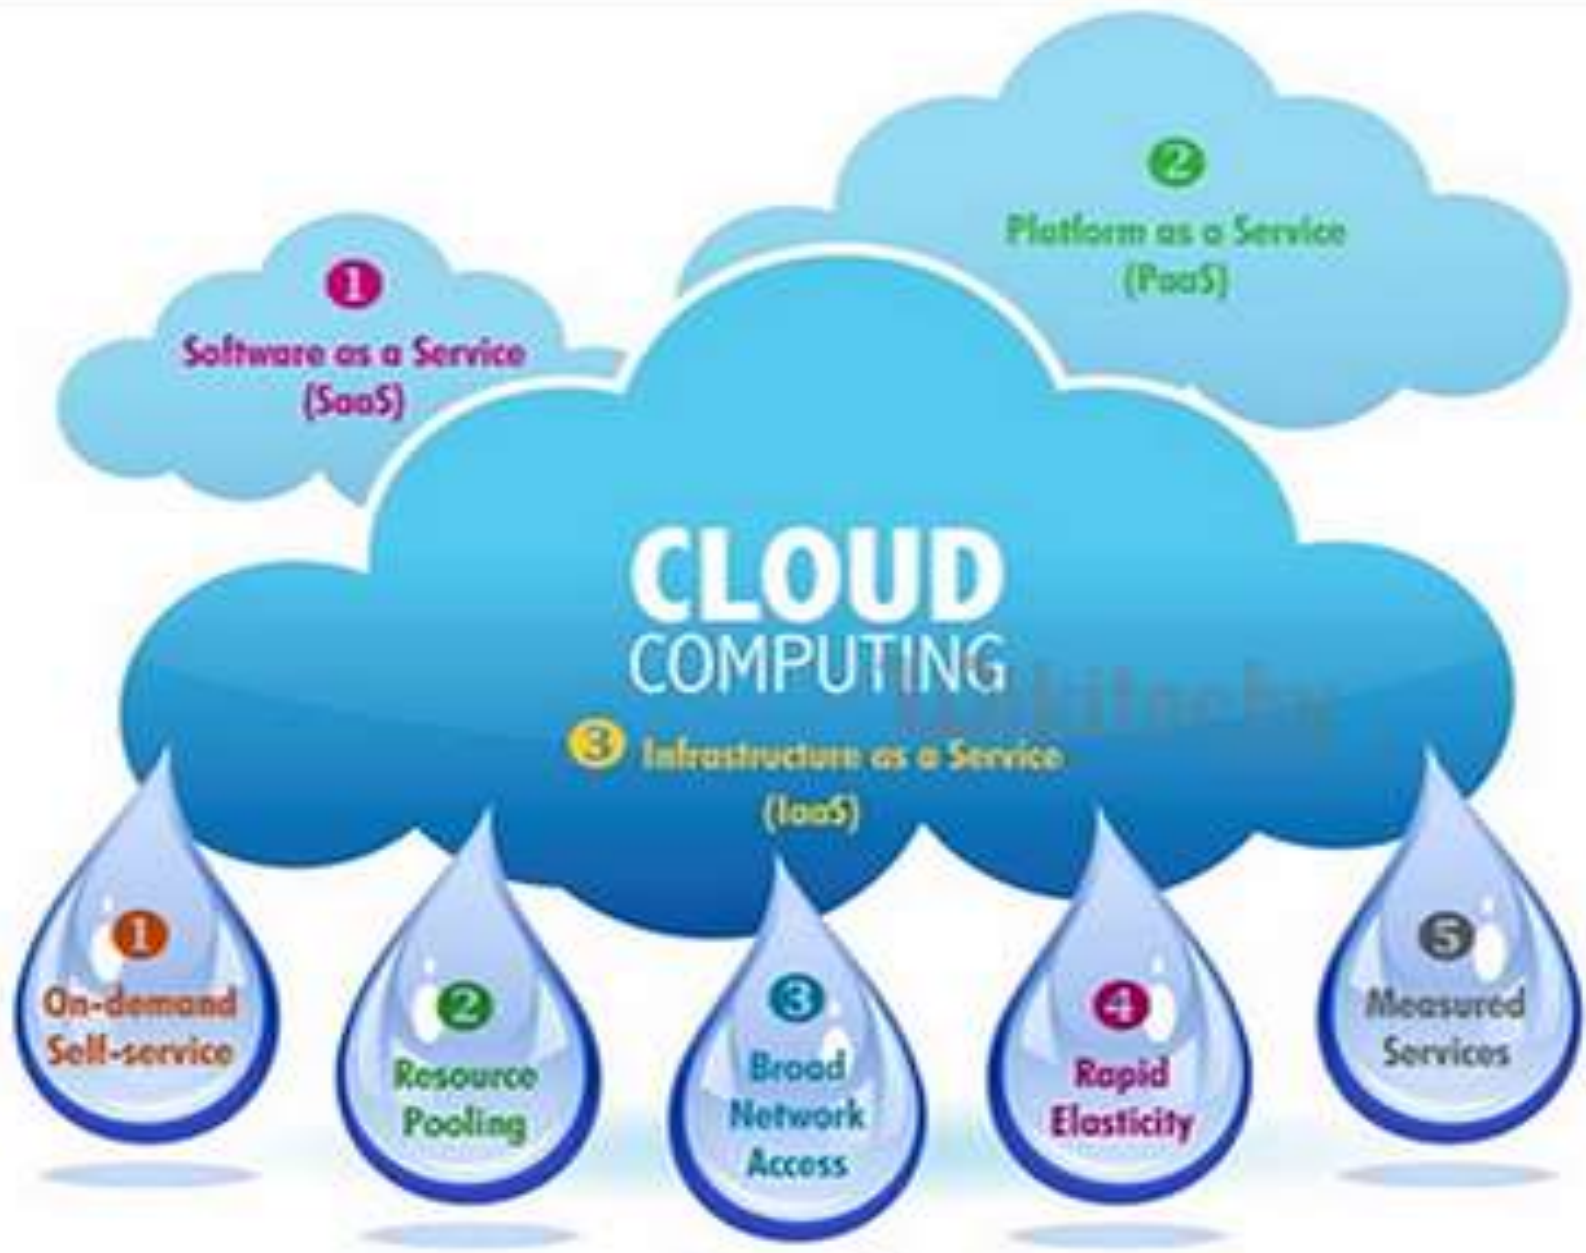 2
Platform as a Service
(PaaS)
1
Software as a Service
(SaaS)
CLOUD
COMPUTING
3 Infrastructure as a Service
(IaaS)
1
On-demand
Self-service
2
Resource
Pooling
3
Broad
Network
Access
4
Rapid
Elasticity
5
Measured
Services